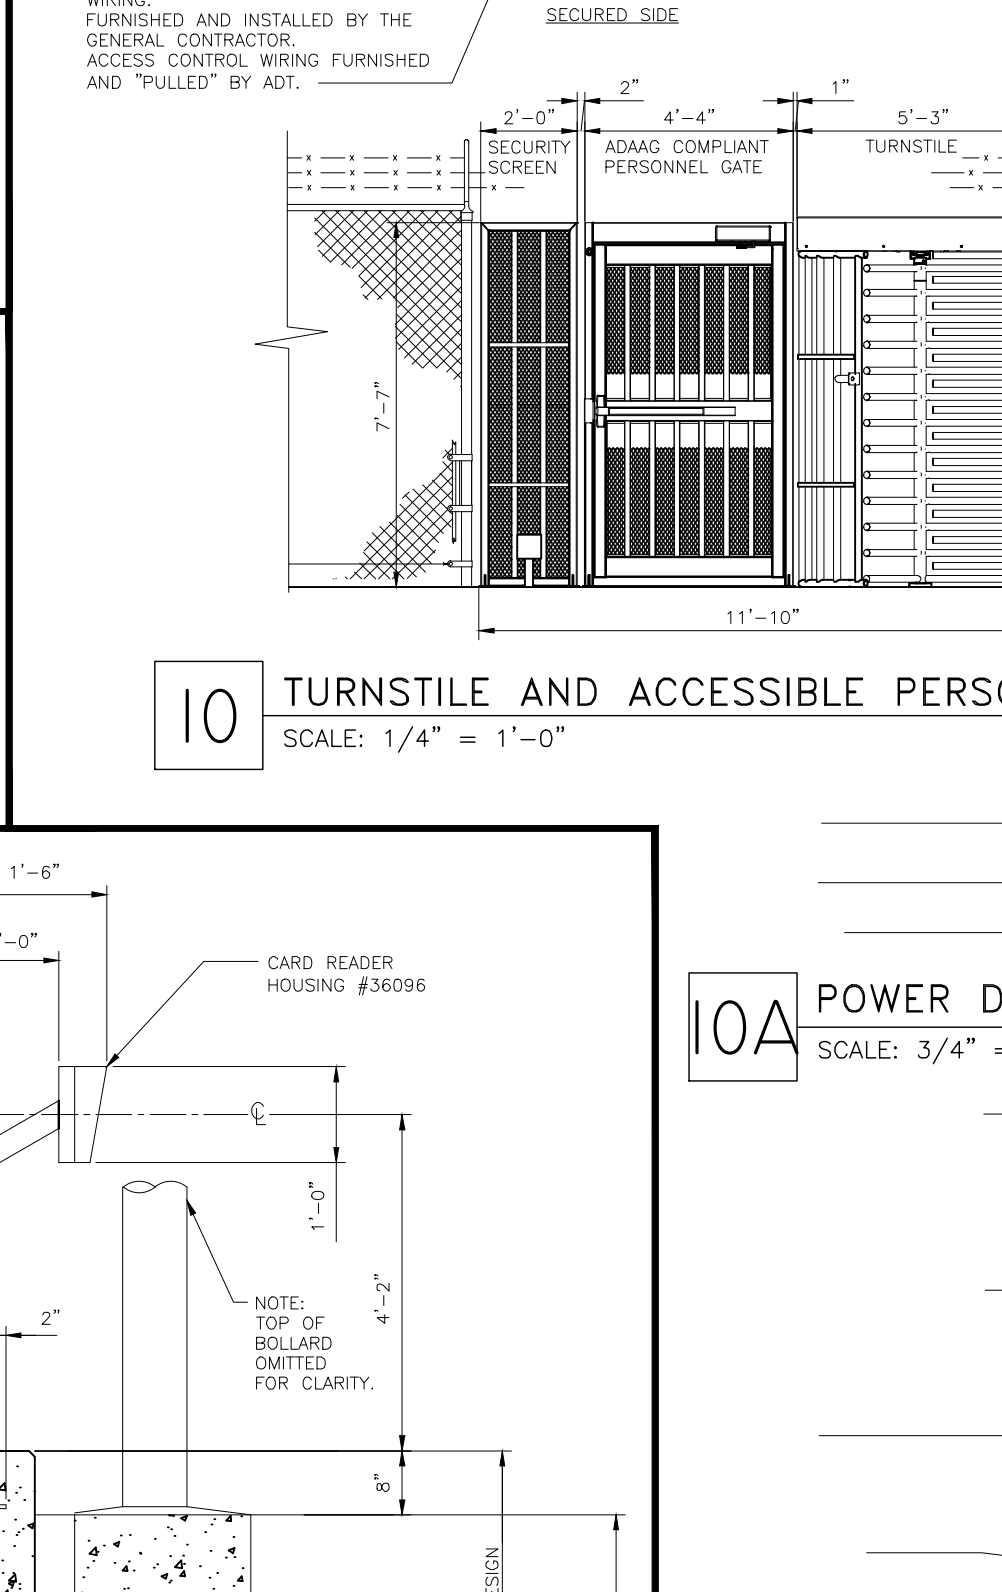 FURNISHED AND INSTALLED BY THE
GENERAL CONTRACTOR.
ACCESS CONTROL WIRING FURNISHED
AND "PULLED" BY ADT.
SECURED SIDE
2"
1"
2'-0"
4'-4"
5'-3"
SECURITY
SCREEN
ADAAG COMPLIANT
PERSONNEL GATE
TURNSTILE
7'-7"
11'-10"
10
TURNSTILE AND ACCESSIBLE
SCALE: 1/4" = 1'-0"
1'-6"
'-0"
CARD READER
HOUSING #36096
10A
POWER
SCALE: 3/4" =
CL
1'-0"
4'-2"
NOTE:
TOP OF
BOLLARD
OMITTED
FOR CLARITY.
2"
8"